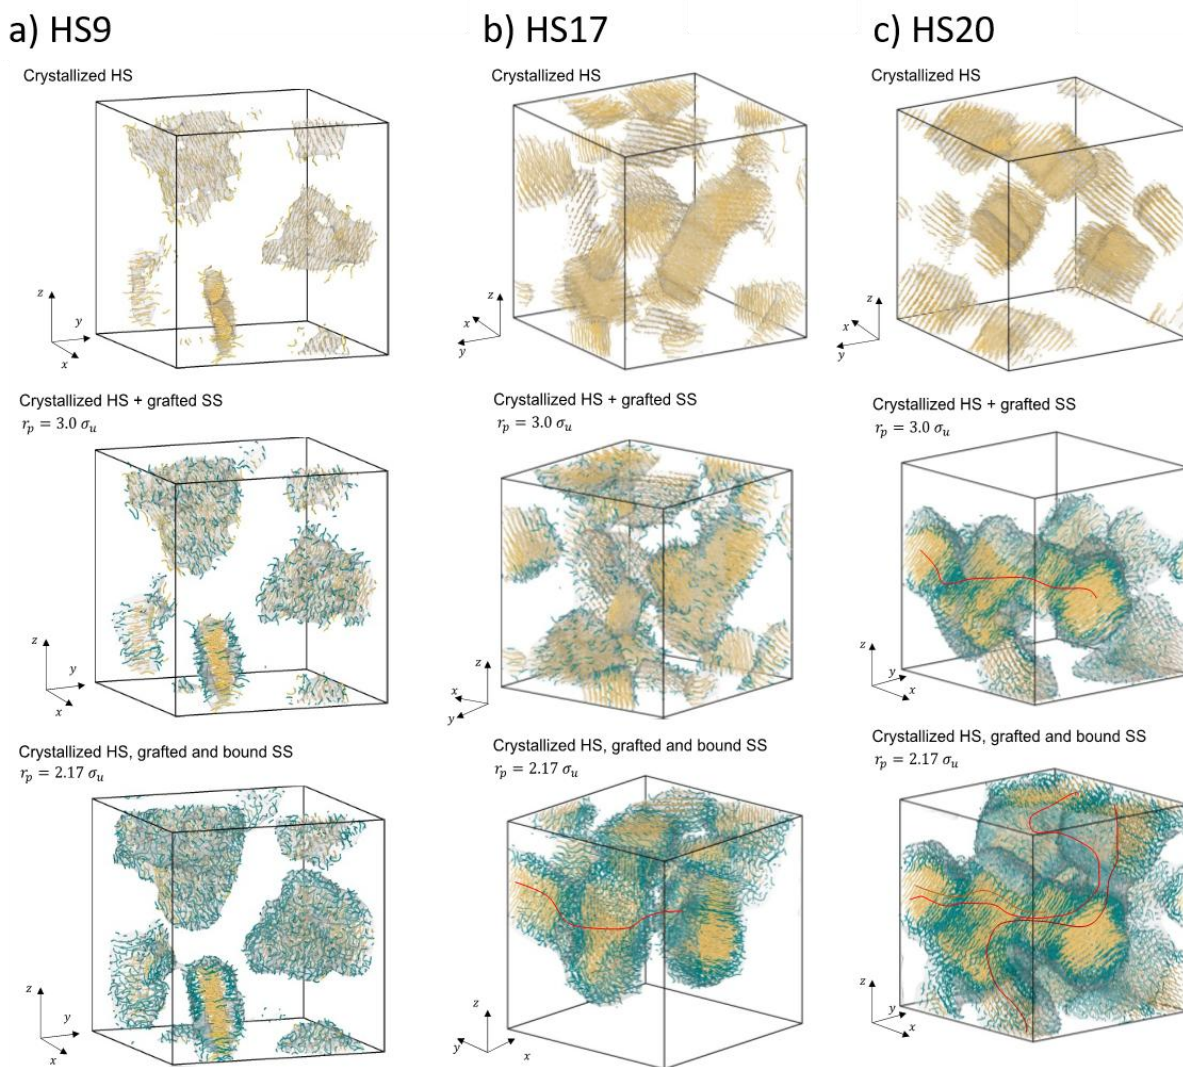 a) HS9
b) HS17
c) HS20
Crystallized HS
Crystallized HS
Crystallized HS
z
y
x
z
x
y
z
x
y
Crystallized HS + grafted SS
r_p = 3.0 σ_u
Crystallized HS + grafted SS
r_p = 3.0 σ_u
Crystallized HS + grafted SS
r_p = 3.0 σ_u
z
y
x
z
x
y
z
y
x
Crystallized HS, grafted and bound SS
r_p = 2.17 σ_u
Crystallized HS, grafted and bound SS
r_p = 2.17 σ_u
Crystallized HS, grafted and bound SS
r_p = 2.17 σ_u
z
y
x
z
y
x
z
y
x